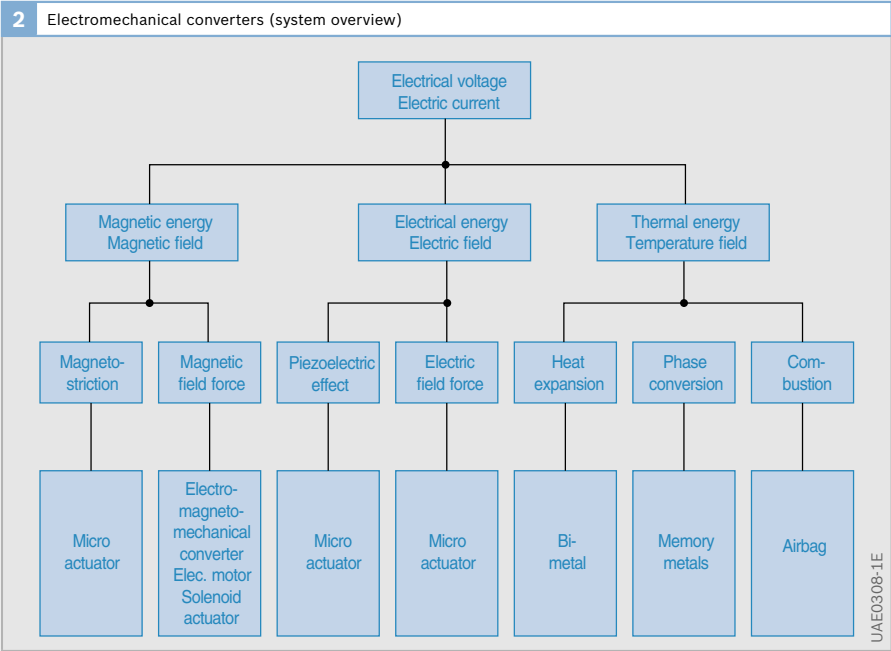 2
Electromechanical converters (system overview)
Electrical voltage
Electric current
Magnetic energy
Magnetic field
Electrical energy
Electric field
Thermal energy
Temperature field
Magneto-
striction
Magnetic
field force
Piezoelectric
effect
Electric
field force
Heat
expansion
Phase
conversion
Com-
bustion
Micro
actuator
Electro-
magneto-
mechanical
converter
Elec. motor
Solenoid
actuator
Micro
actuator
Micro
actuator
Bi-
metal
Memory
metals
Airbag
UAE0308-1E